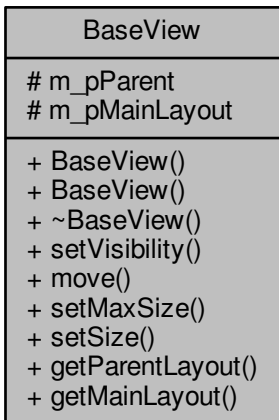 BaseView
# m_pParent
# m_pMainLayout
+ BaseView()
+ BaseView()
+ ~BaseView()
+ setVisibility()
+ move()
+ setMaxSize()
+ setSize()
+ getParentLayout()
+ getMainLayout()